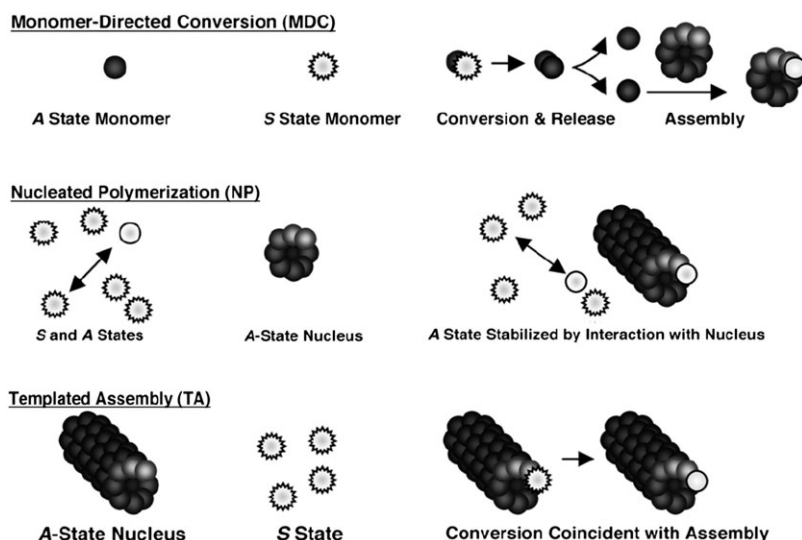 Monomer-Directed Conversion (MDC)
A State Monomer
S State Monomer
Conversion & Release
Assembly
Nucleated Polymerization (NP)
S and A States
A-State Nucleus
A State Stabilized by Interaction with Nucleus
Templated Assembly (TA)
A-State Nucleus
S State
Conversion Coincident with Assembly